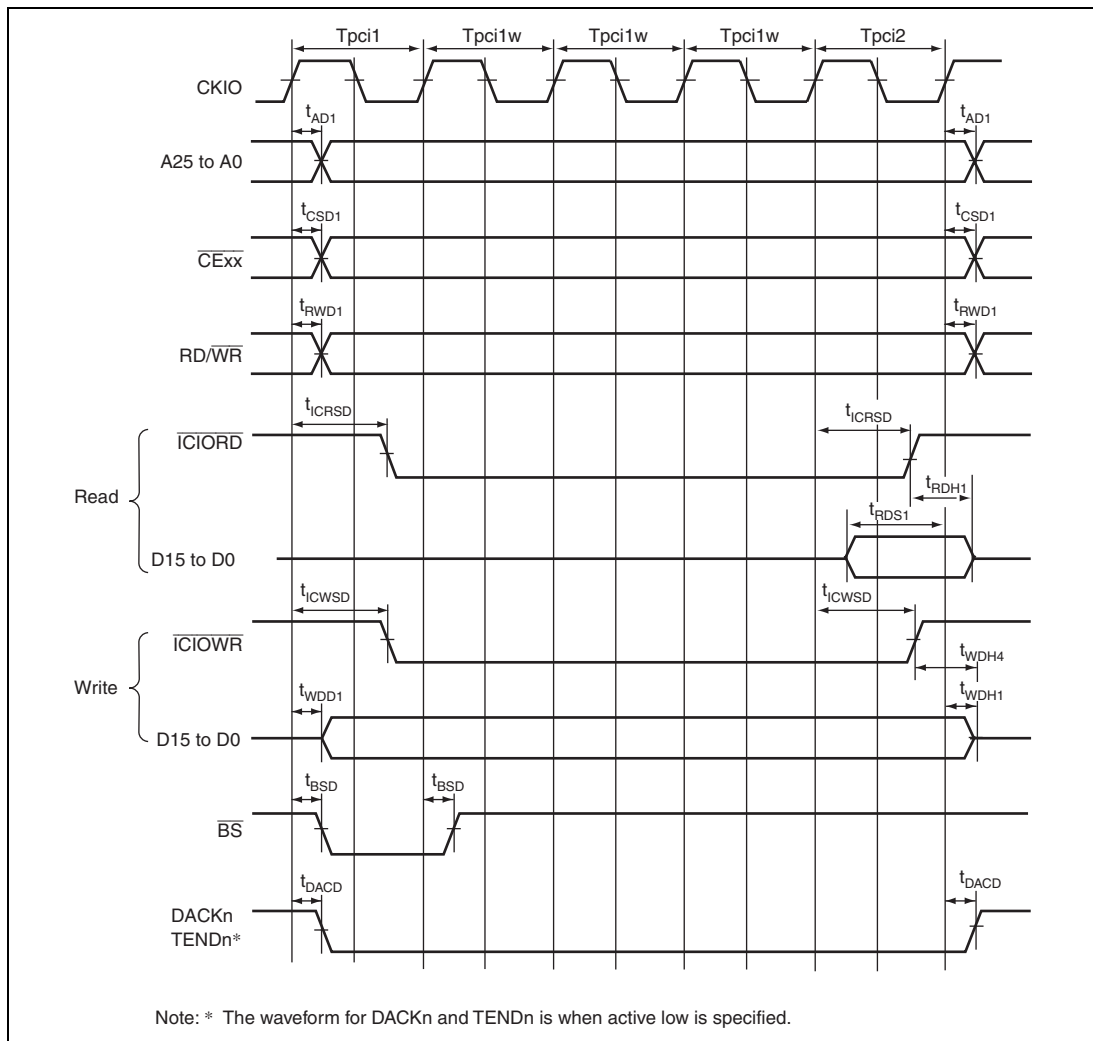 Tpci1 Tpci1w Tpci1w Tpci1w Tpci2
CKIO
tAD1 tAD1
A25 to A0
tCSD1 tCSD1
CExx
tRWD1 tRWD1
RD/WR
tICRSD tICRSD
ICIORD
tRDH1
Read
tRDS1
D15 to D0
tICWSD tICWSD
ICIOWR
tWDH4
Write
tWDD1 tWDH1
D15 to D0
tBSD tBSD
BS
tDACD tDACD
DACKn
TENDn*
Note: * The waveform for DACKn and TENDn is when active low is specified.